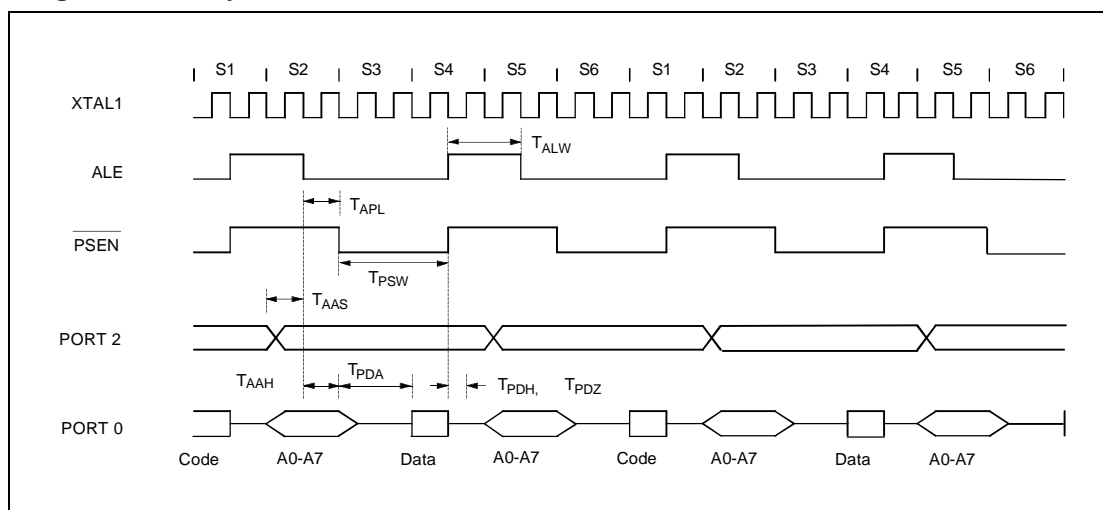 S1 S2 S3 S4 S5 S6 S1 S2 S3 S4 S5 S6
XTAL1
TALW
ALE
TAPL
PSEN
TPSW
TAAS
PORT 2
TAAH TPDA TPDH, TPDZ
PORT 0
Code A0-A7 Data A0-A7 Code A0-A7 Data A0-A7